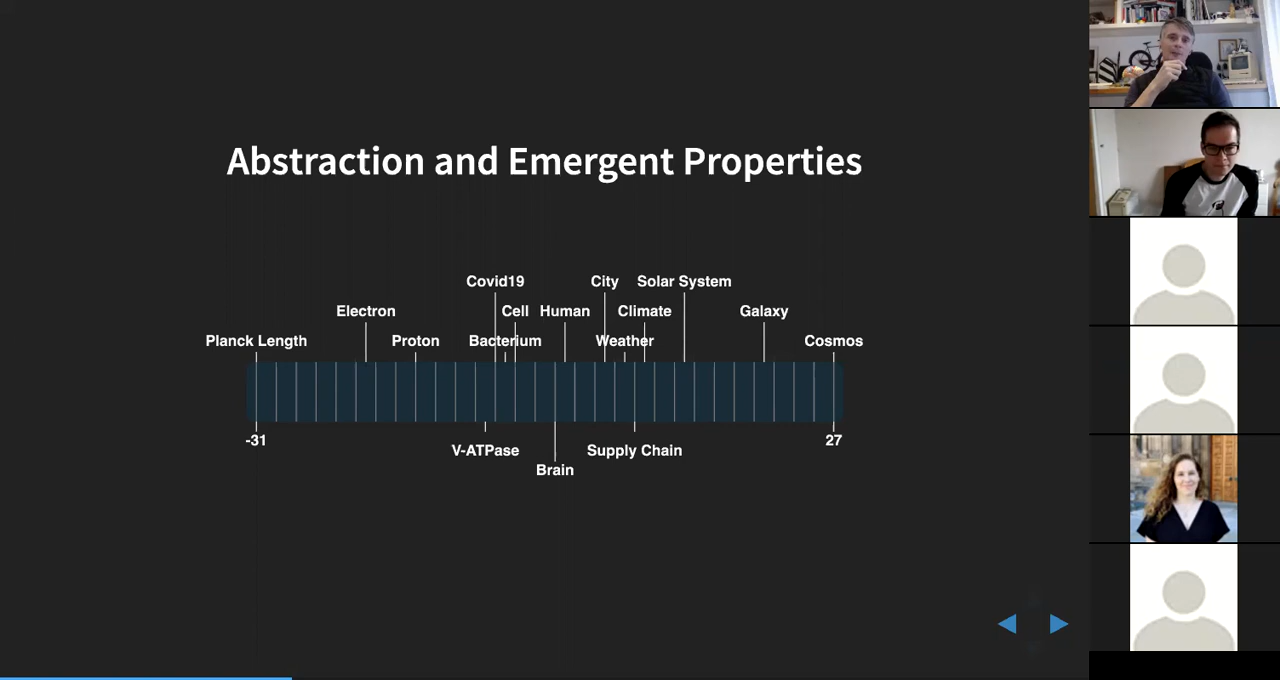 Abstraction and Emergent Properties
Covid19 City Solar System
Electron Cell Human Climate Galaxy
Planck Length Proton Bacterium Weather Cosmos
-31 27
V-ATPase Supply Chain
Brain